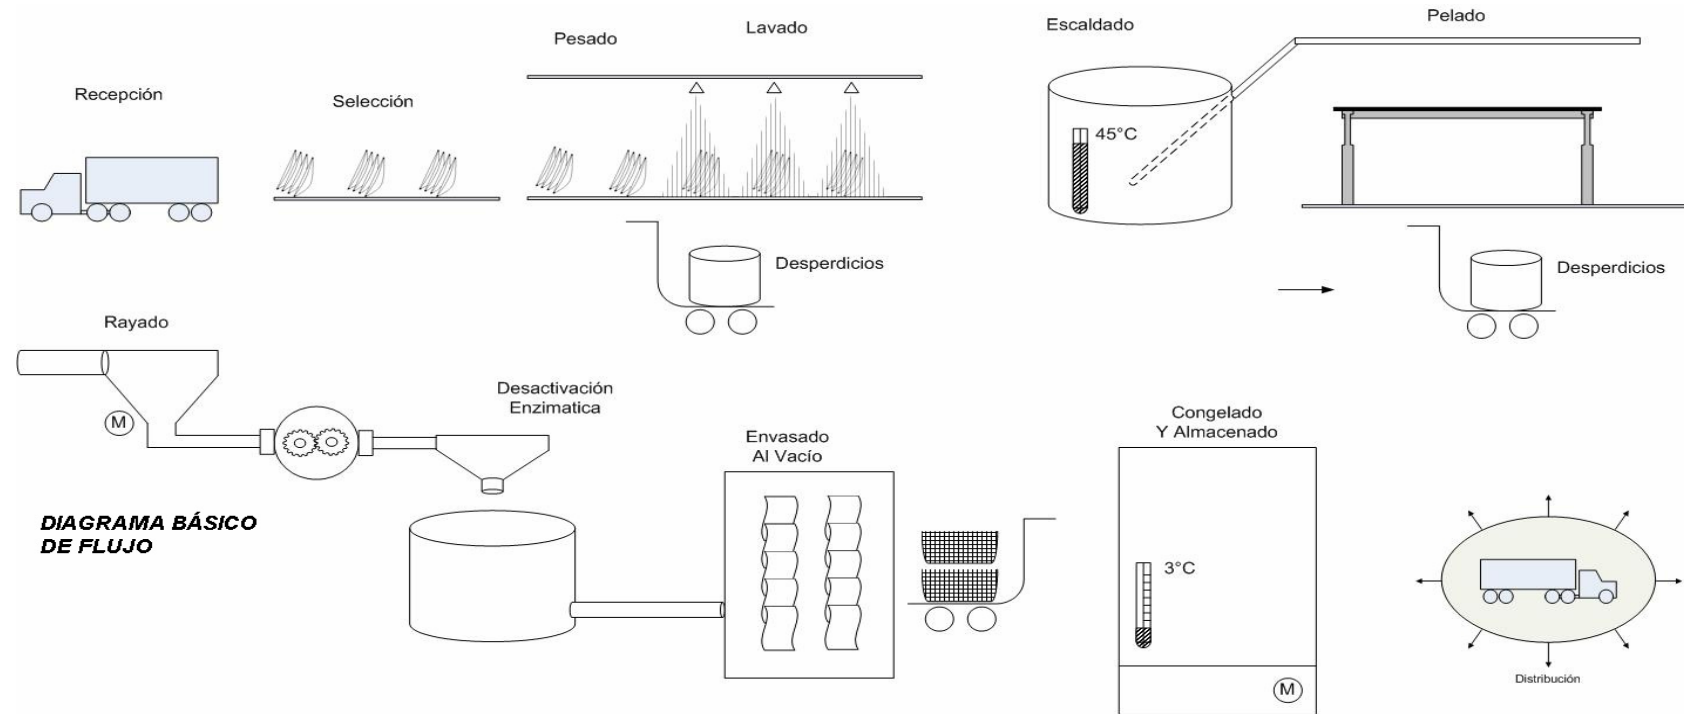 Recepción
Selección
Pesado
Lavado
Escaldado
Pelado
45°C
Desperdicios
Desperdicios
Rayado
M
Desactivación
Enzimatica
Envasado
Al Vacío
Congelado
Y Almacenado
3°C
M
DIAGRAMA BÁSICO
DE FLUJO
Distribución